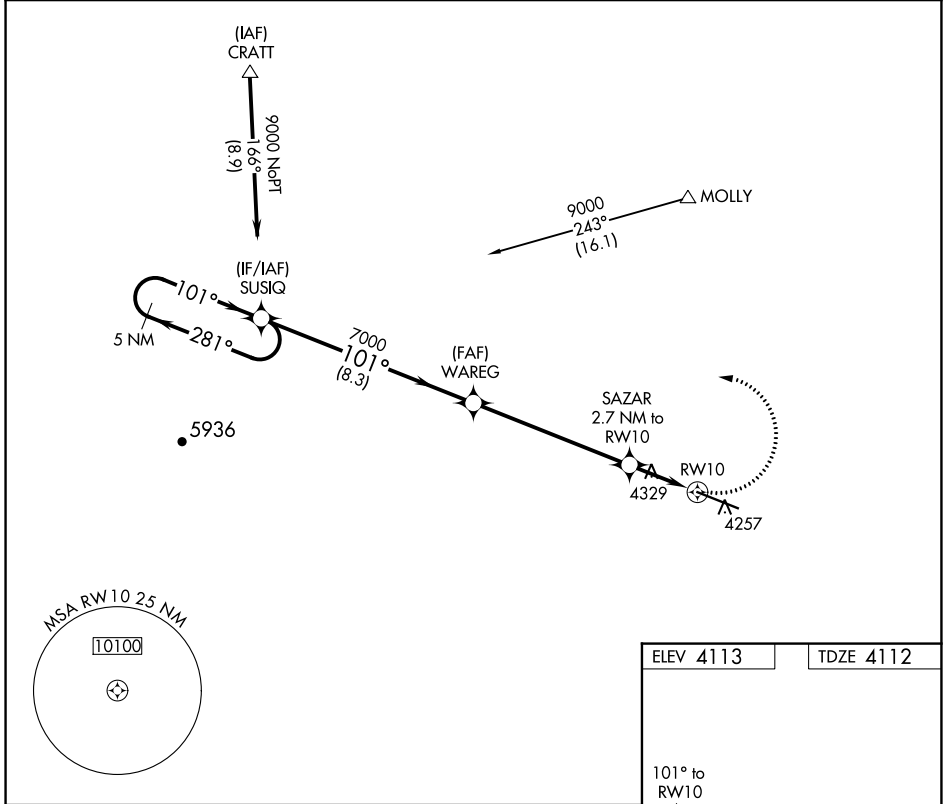 (IAF)
CRATT
9000 NoPT
166°
(8.9)
MOLLY
9000
243°
(16.1)
(IF/IAF)
SUSIQ
101°
281°
5 NM
7000
101°
(8.3)
(FAF)
WAREG
SAZAR
2.7 NM to
RW10
RW10
4329
4257
5936
MSA RW10 25 NM
10100
ELEV 4113
TDZE 4112
101° to
RW10